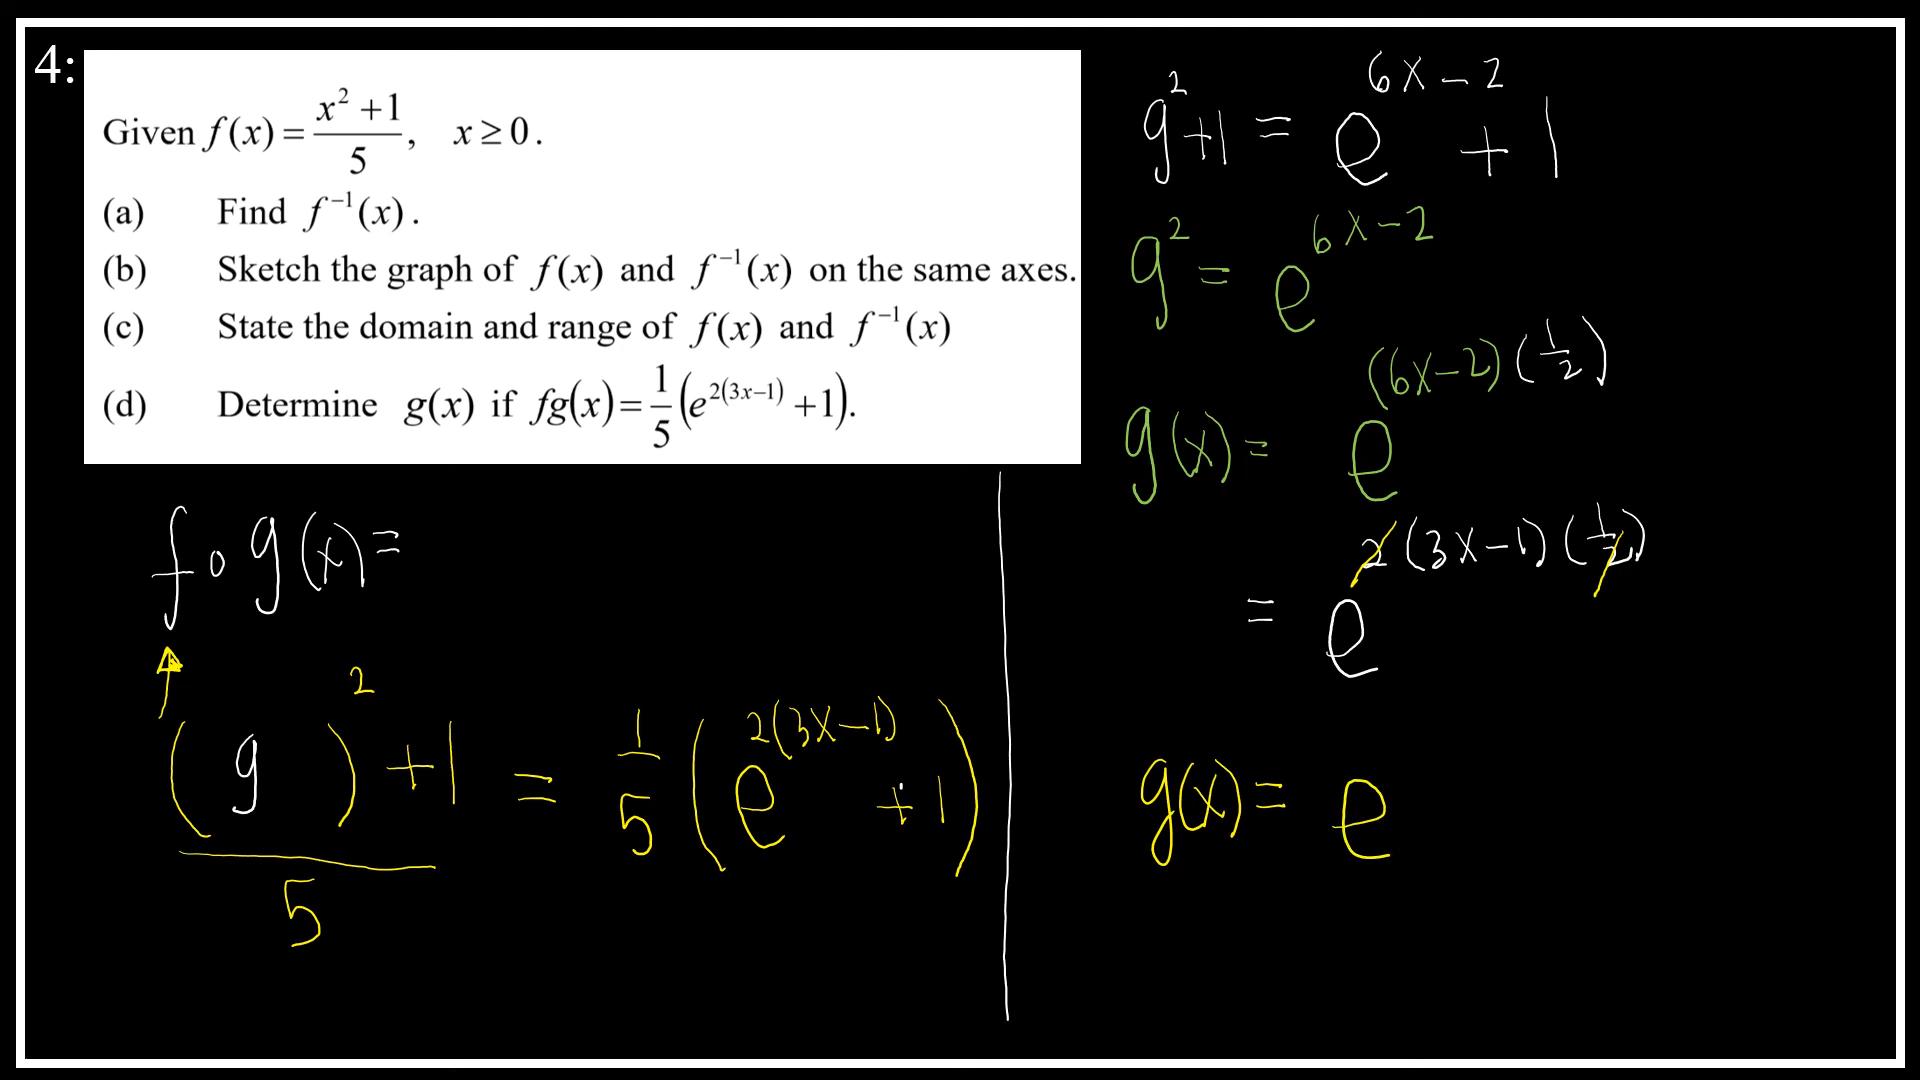 4:
Given f(x) = (x² + 1)/5, x ≥ 0.
(a) Find f⁻¹(x).
(b) Sketch the graph of f(x) and f⁻¹(x) on the same axes.
(c) State the domain and range of f(x) and f⁻¹(x)
(d) Determine g(x) if fg(x) = 1/5 (e^{2(3x−1)} + 1).
f o g(x) =
((g)² + 1)/5 = 1/5 (e^{2(3x−1)} + 1)
g² + 1 = e^{6x−2} + 1
g² = e^{6x−2}
g(x) = e^{(6x−2)(1/2)}
= e^{2(3x−1)(1/2)}
g(x) = e